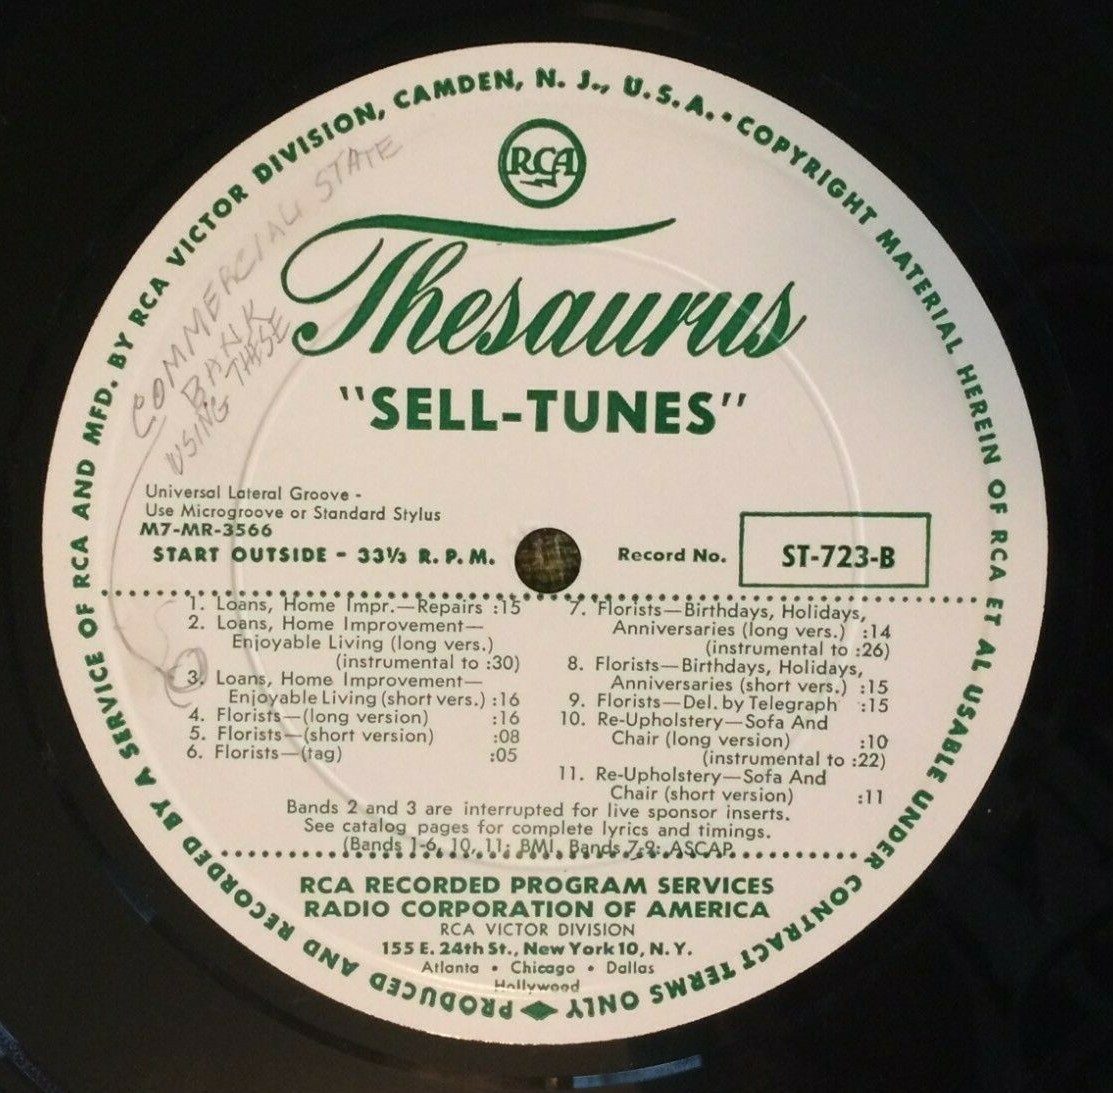 PRODUCED AND RECORDED BY A SERVICE OF RCA AND MFD. BY RCA VICTOR DIVISION, CAMDEN, N. J., U.S.A. • COPYRIGHT MATERIAL HEREIN OF RCA ET AL USABLE UNDER CONTRACT TERMS ONLY
RCA
Thesaurus
"SELL-TUNES"
COMMERCIAL STATE
BANK
USING THESE
Universal Lateral Groove -
Use Microgroove or Standard Stylus
M7-MR-3566
START OUTSIDE - 33⅓ R. P. M.
Record No.
ST-723-B
1. Loans, Home Impr.—Repairs :15
2. Loans, Home Improvement—
Enjoyable Living (long vers.)
(instrumental to :30)
3. Loans, Home Improvement—
Enjoyable Living (short vers.) :16
4. Florists—(long version) :16
5. Florists—(short version) :08
6. Florists—(tag) :05
7. Florists—Birthdays, Holidays,
Anniversaries (long vers.) :14
(instrumental to :26)
8. Florists—Birthdays, Holidays,
Anniversaries (short vers.) :15
9. Florists—Del. by Telegraph :15
10. Re-Upholstery—Sofa And
Chair (long version) :10
(instrumental to :22)
11. Re-Upholstery—Sofa And
Chair (short version) :11
Bands 2 and 3 are interrupted for live sponsor inserts.
See catalog pages for complete lyrics and timings.
(Bands 1-6, 10, 11: BMI, Bands 7-9: ASCAP.
RCA RECORDED PROGRAM SERVICES
RADIO CORPORATION OF AMERICA
RCA VICTOR DIVISION
155 E. 24th St., New York 10, N. Y.
Atlanta • Chicago • Dallas
Hollywood